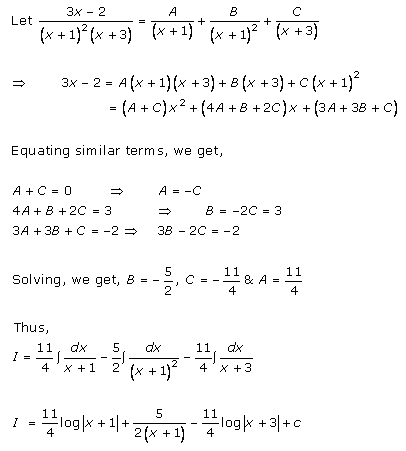 Let (3x − 2)/((x + 1)²(x + 3)) = A/(x + 1) + B/(x + 1)² + C/(x + 3)
⇒ 3x − 2 = A(x + 1)(x + 3) + B(x + 3) + C(x + 1)²
= (A + C)x² + (4A + B + 2C)x + (3A + 3B + C)
Equating similar terms, we get,
A + C = 0 ⇒ A = −C
4A + B + 2C = 3 ⇒ B = −2C = 3
3A + 3B + C = −2 ⇒ 3B − 2C = −2
Solving, we get, B = − 5/2, C = − 11/4 & A = 11/4
Thus,
I = 11/4 ∫ dx/(x + 1) − 5/2 ∫ dx/(x + 1)² − 11/4 ∫ dx/(x + 3)
I = 11/4 log|x + 1| + 5/(2(x + 1)) − 11/4 log|x + 3| + c